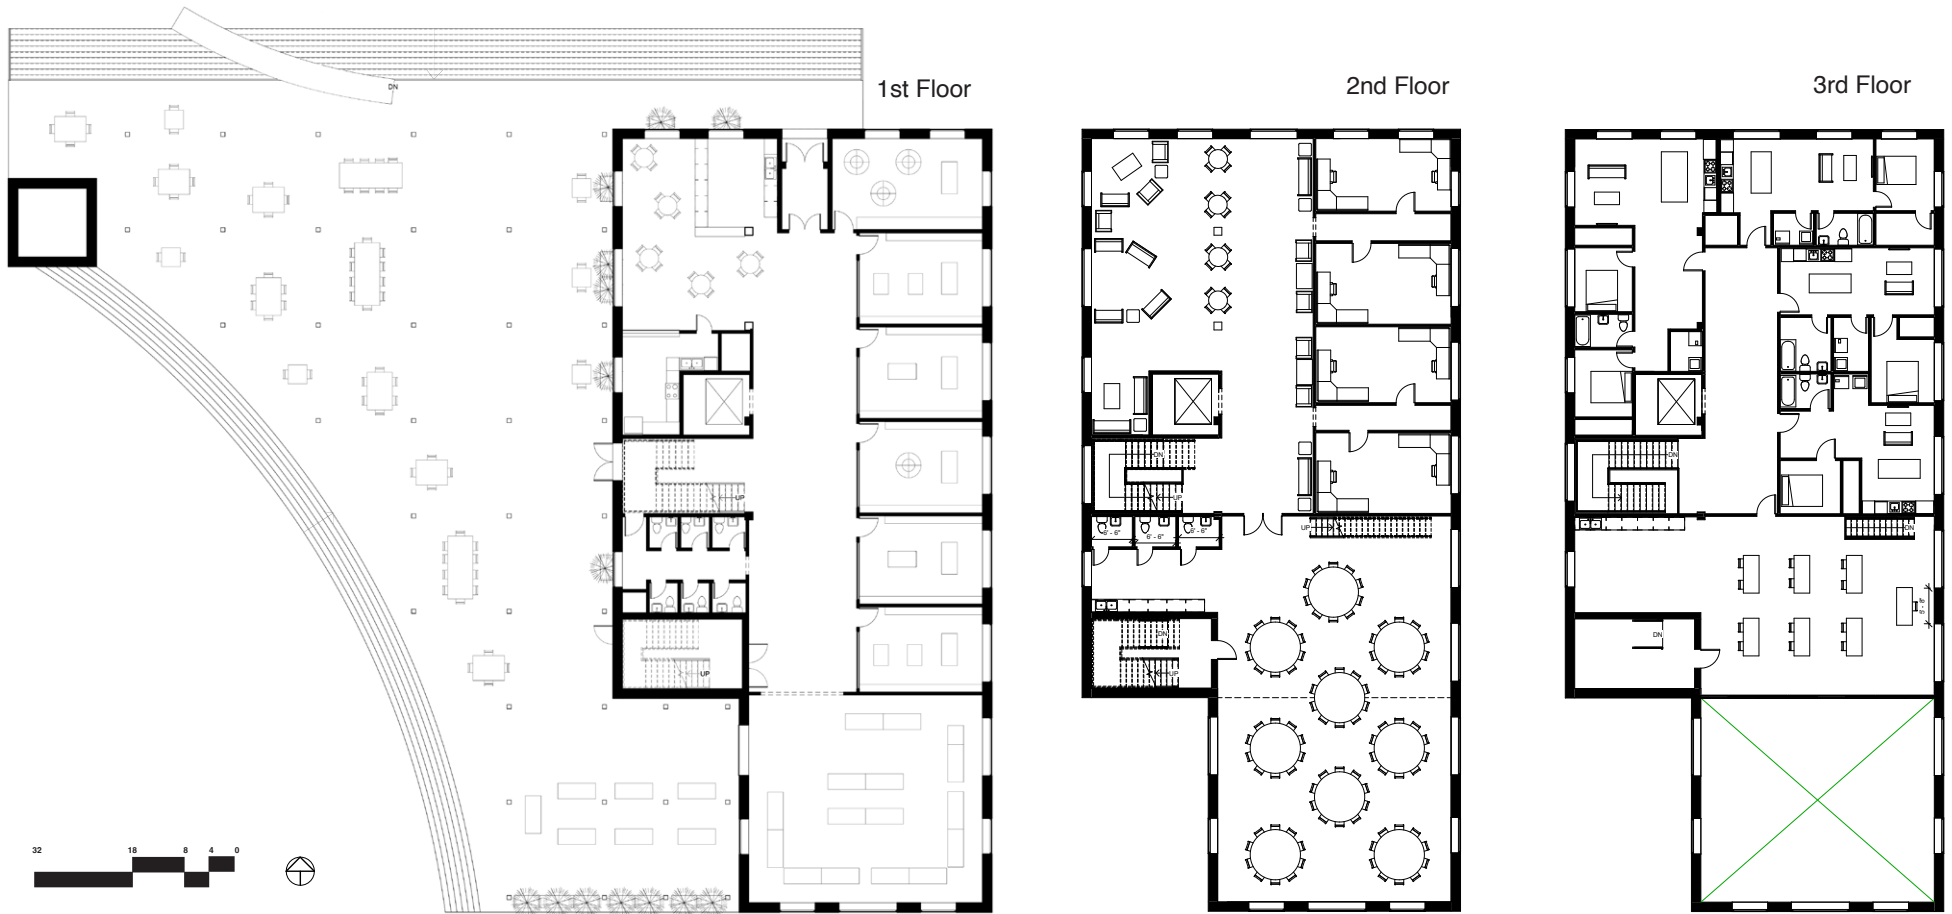 1st Floor
2nd Floor
3rd Floor
DN
UP
UP
DN
UP
6' - 6"
6' - 6"
6' - 6"
UP
DN
UP
DN
DN
DN
32 18 8 4 0